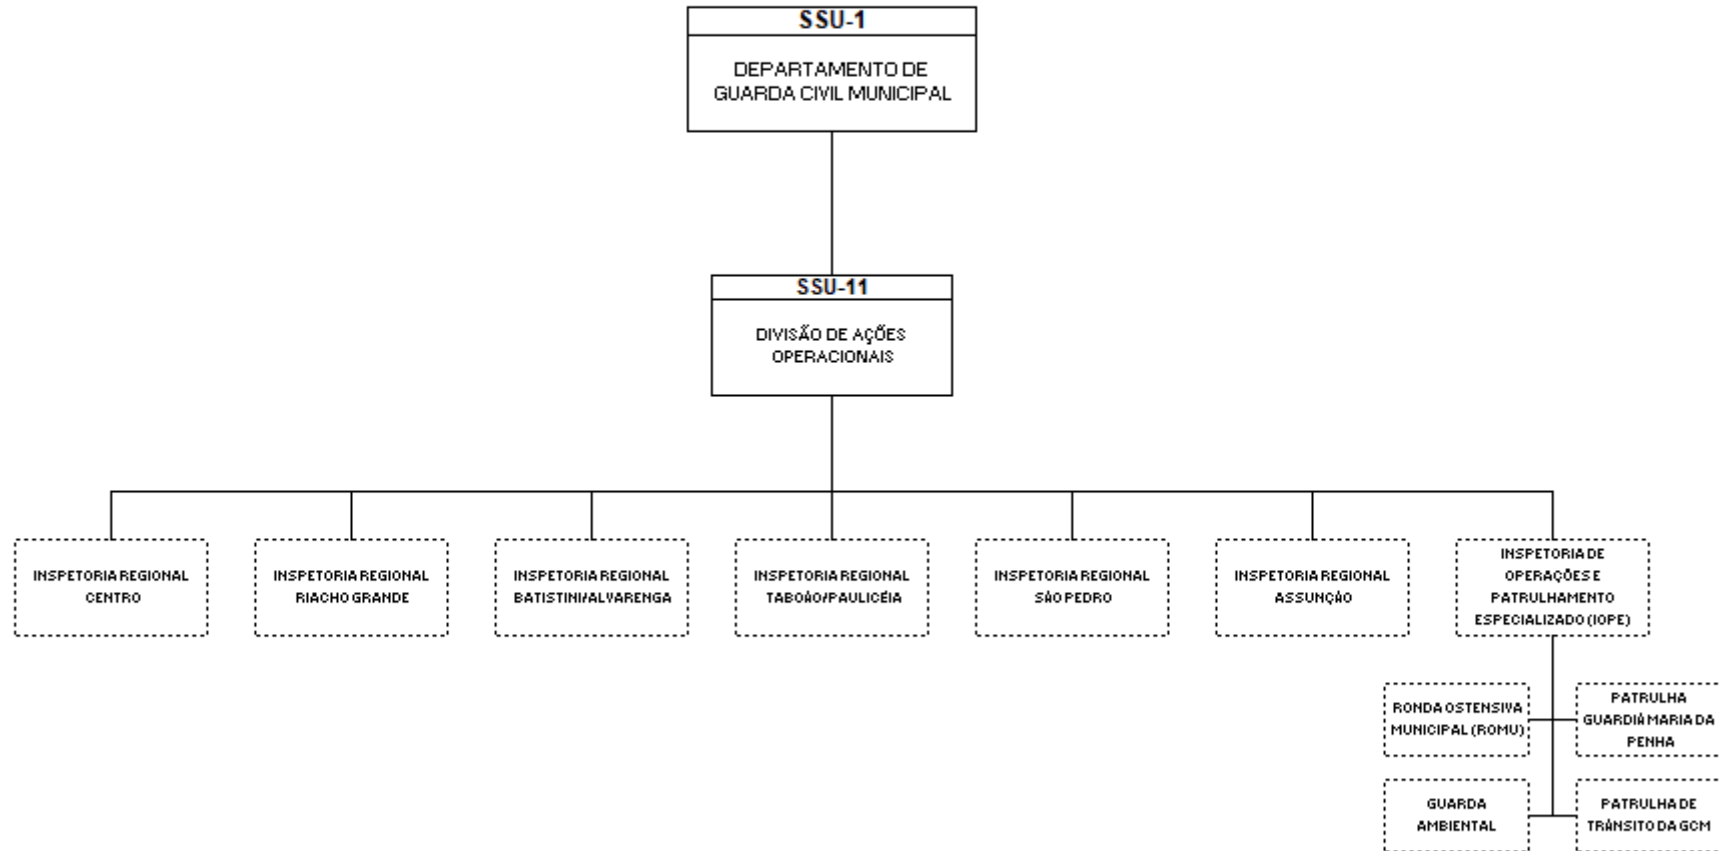 SSU-1
DEPARTAMENTO DE
GUARDA CIVIL MUNICIPAL
SSU-11
DIVISÃO DE AÇÕES
OPERACIONAIS
INSPETORIA REGIONAL
CENTRO
INSPETORIA REGIONAL
RIACHO GRANDE
INSPETORIA REGIONAL
BATISTINI/ALVARENGA
INSPETORIA REGIONAL
TABOÃO/PAULICÉIA
INSPETORIA REGIONAL
SÃO PEDRO
INSPETORIA REGIONAL
ASSUNÇÃO
INSPETORIA DE
OPERAÇÕES E
PATRULHAMENTO
ESPECIALIZADO (IOPE)
RONDA OSTENSIVA
MUNICIPAL (ROMU)
PATRULHA
GUARDIÃ MARIA DA
PENHA
GUARDA
AMBIENTAL
PATRULHA DE
TRÂNSITO DA GCM